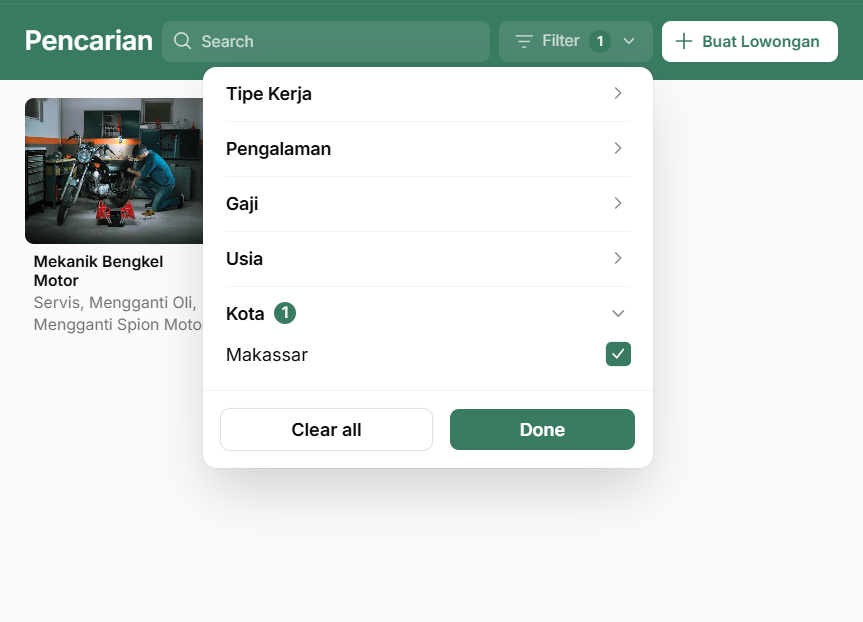 Pencarian
Search
Filter 1
Buat Lowongan
Tipe Kerja
Pengalaman
Gaji
Usia
Kota 1
Makassar
Clear all
Done
Mekanik Bengkel
Motor
Servis, Mengganti Oli,
Mengganti Spion Moto